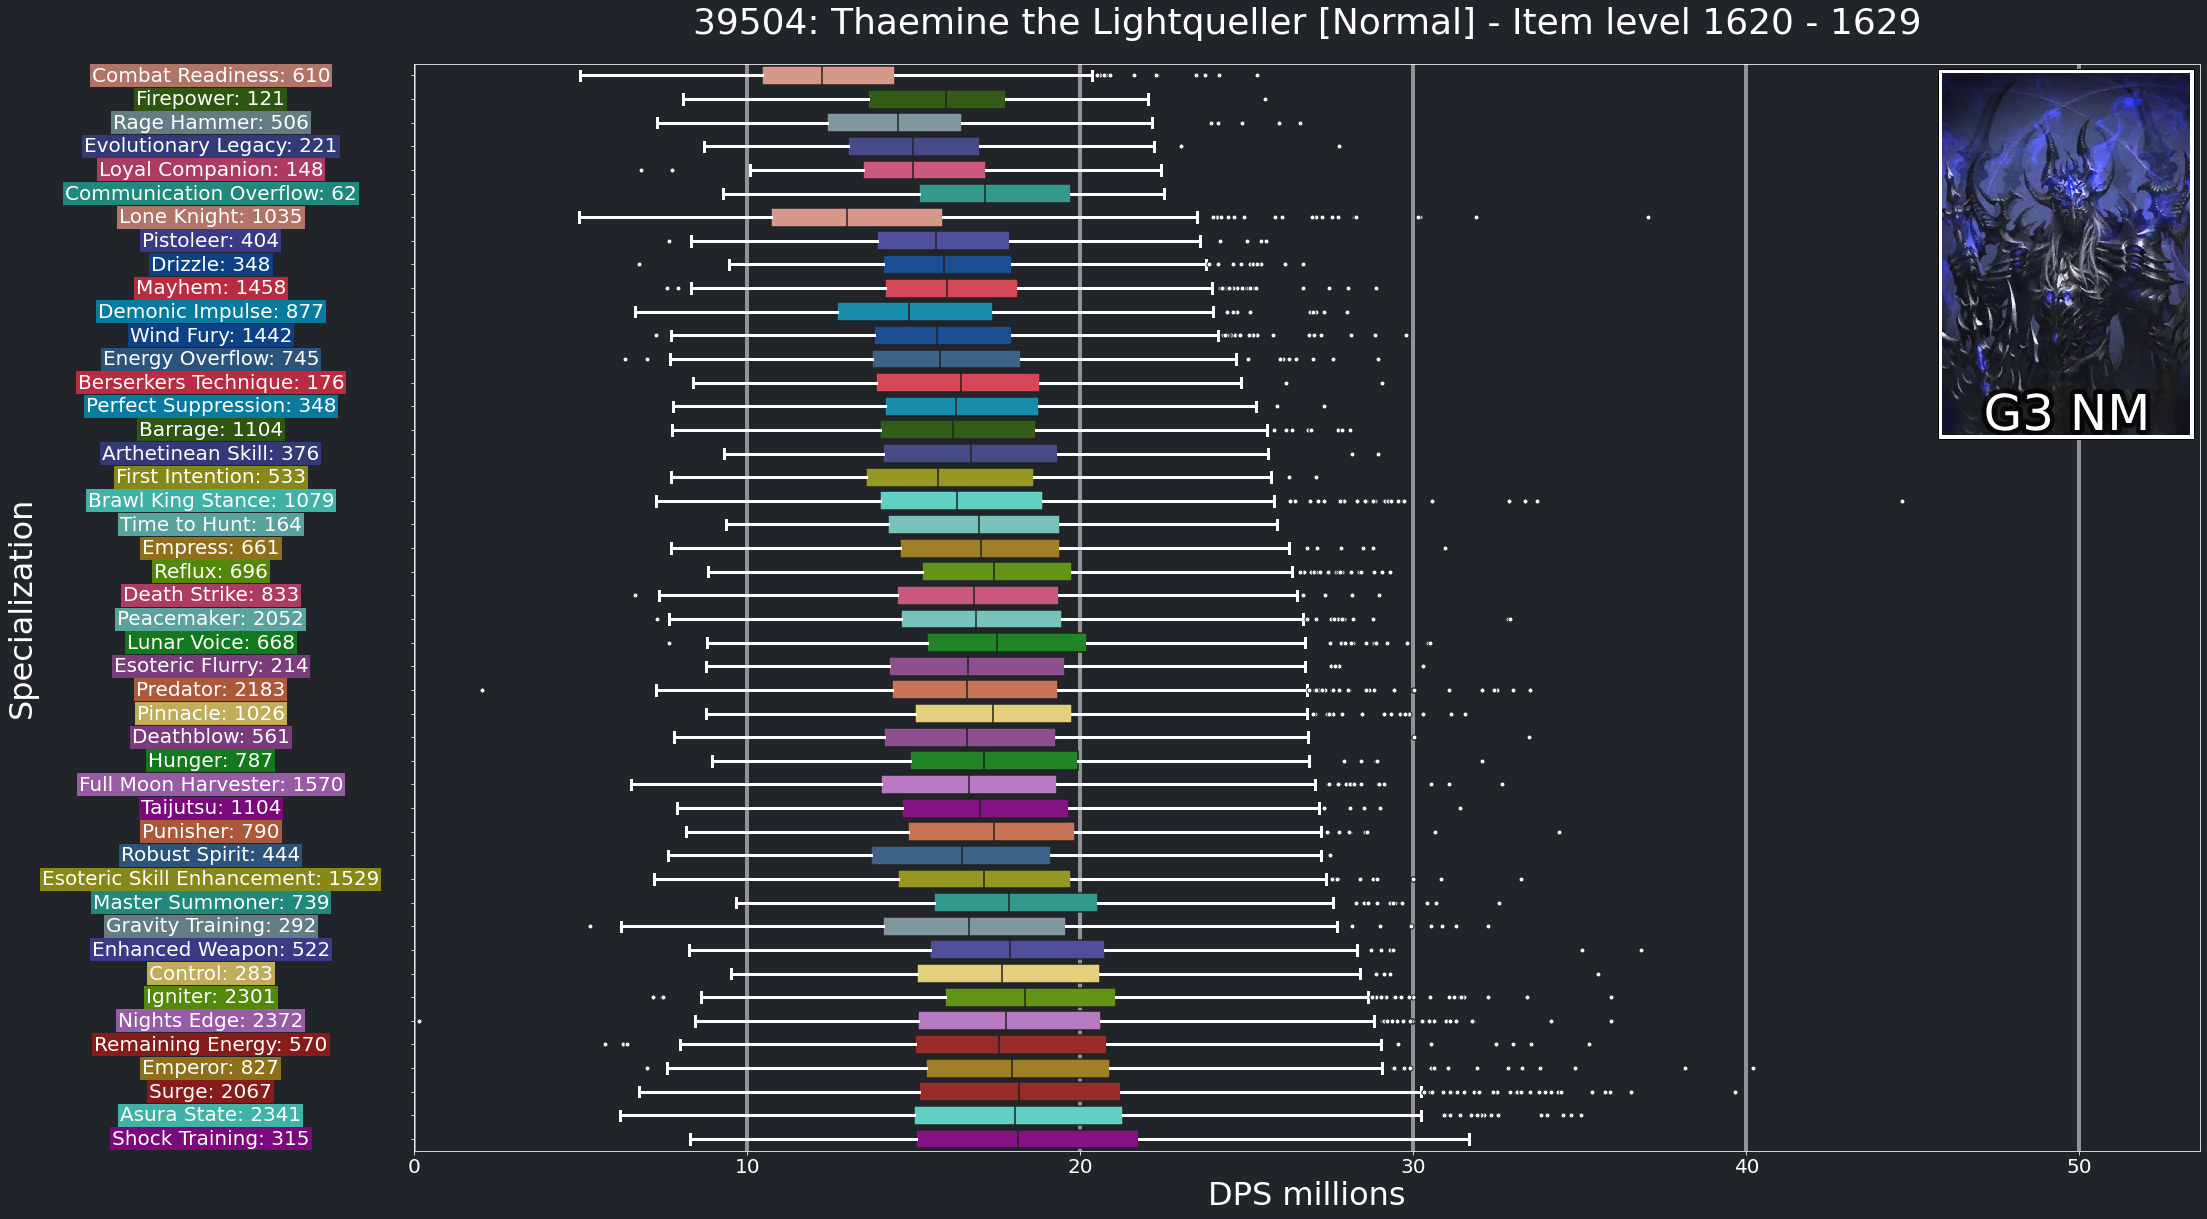 39504: Thaemine the Lightqueller [Normal] - Item level 1620 - 1629
Specialization
Combat Readiness: 610
Firepower: 121
Rage Hammer: 506
Evolutionary Legacy: 221
Loyal Companion: 148
Communication Overflow: 62
Lone Knight: 1035
Pistoleer: 404
Drizzle: 348
Mayhem: 1458
Demonic Impulse: 877
Wind Fury: 1442
Energy Overflow: 745
Berserkers Technique: 176
Perfect Suppression: 348
Barrage: 1104
Arthetinean Skill: 376
First Intention: 533
Brawl King Stance: 1079
Time to Hunt: 164
Empress: 661
Reflux: 696
Death Strike: 833
Peacemaker: 2052
Lunar Voice: 668
Esoteric Flurry: 214
Predator: 2183
Pinnacle: 1026
Deathblow: 561
Hunger: 787
Full Moon Harvester: 1570
Taijutsu: 1104
Punisher: 790
Robust Spirit: 444
Esoteric Skill Enhancement: 1529
Master Summoner: 739
Gravity Training: 292
Enhanced Weapon: 522
Control: 283
Igniter: 2301
Nights Edge: 2372
Remaining Energy: 570
Emperor: 827
Surge: 2067
Asura State: 2341
Shock Training: 315
G3 NM
0 10 20 30 40 50
DPS millions